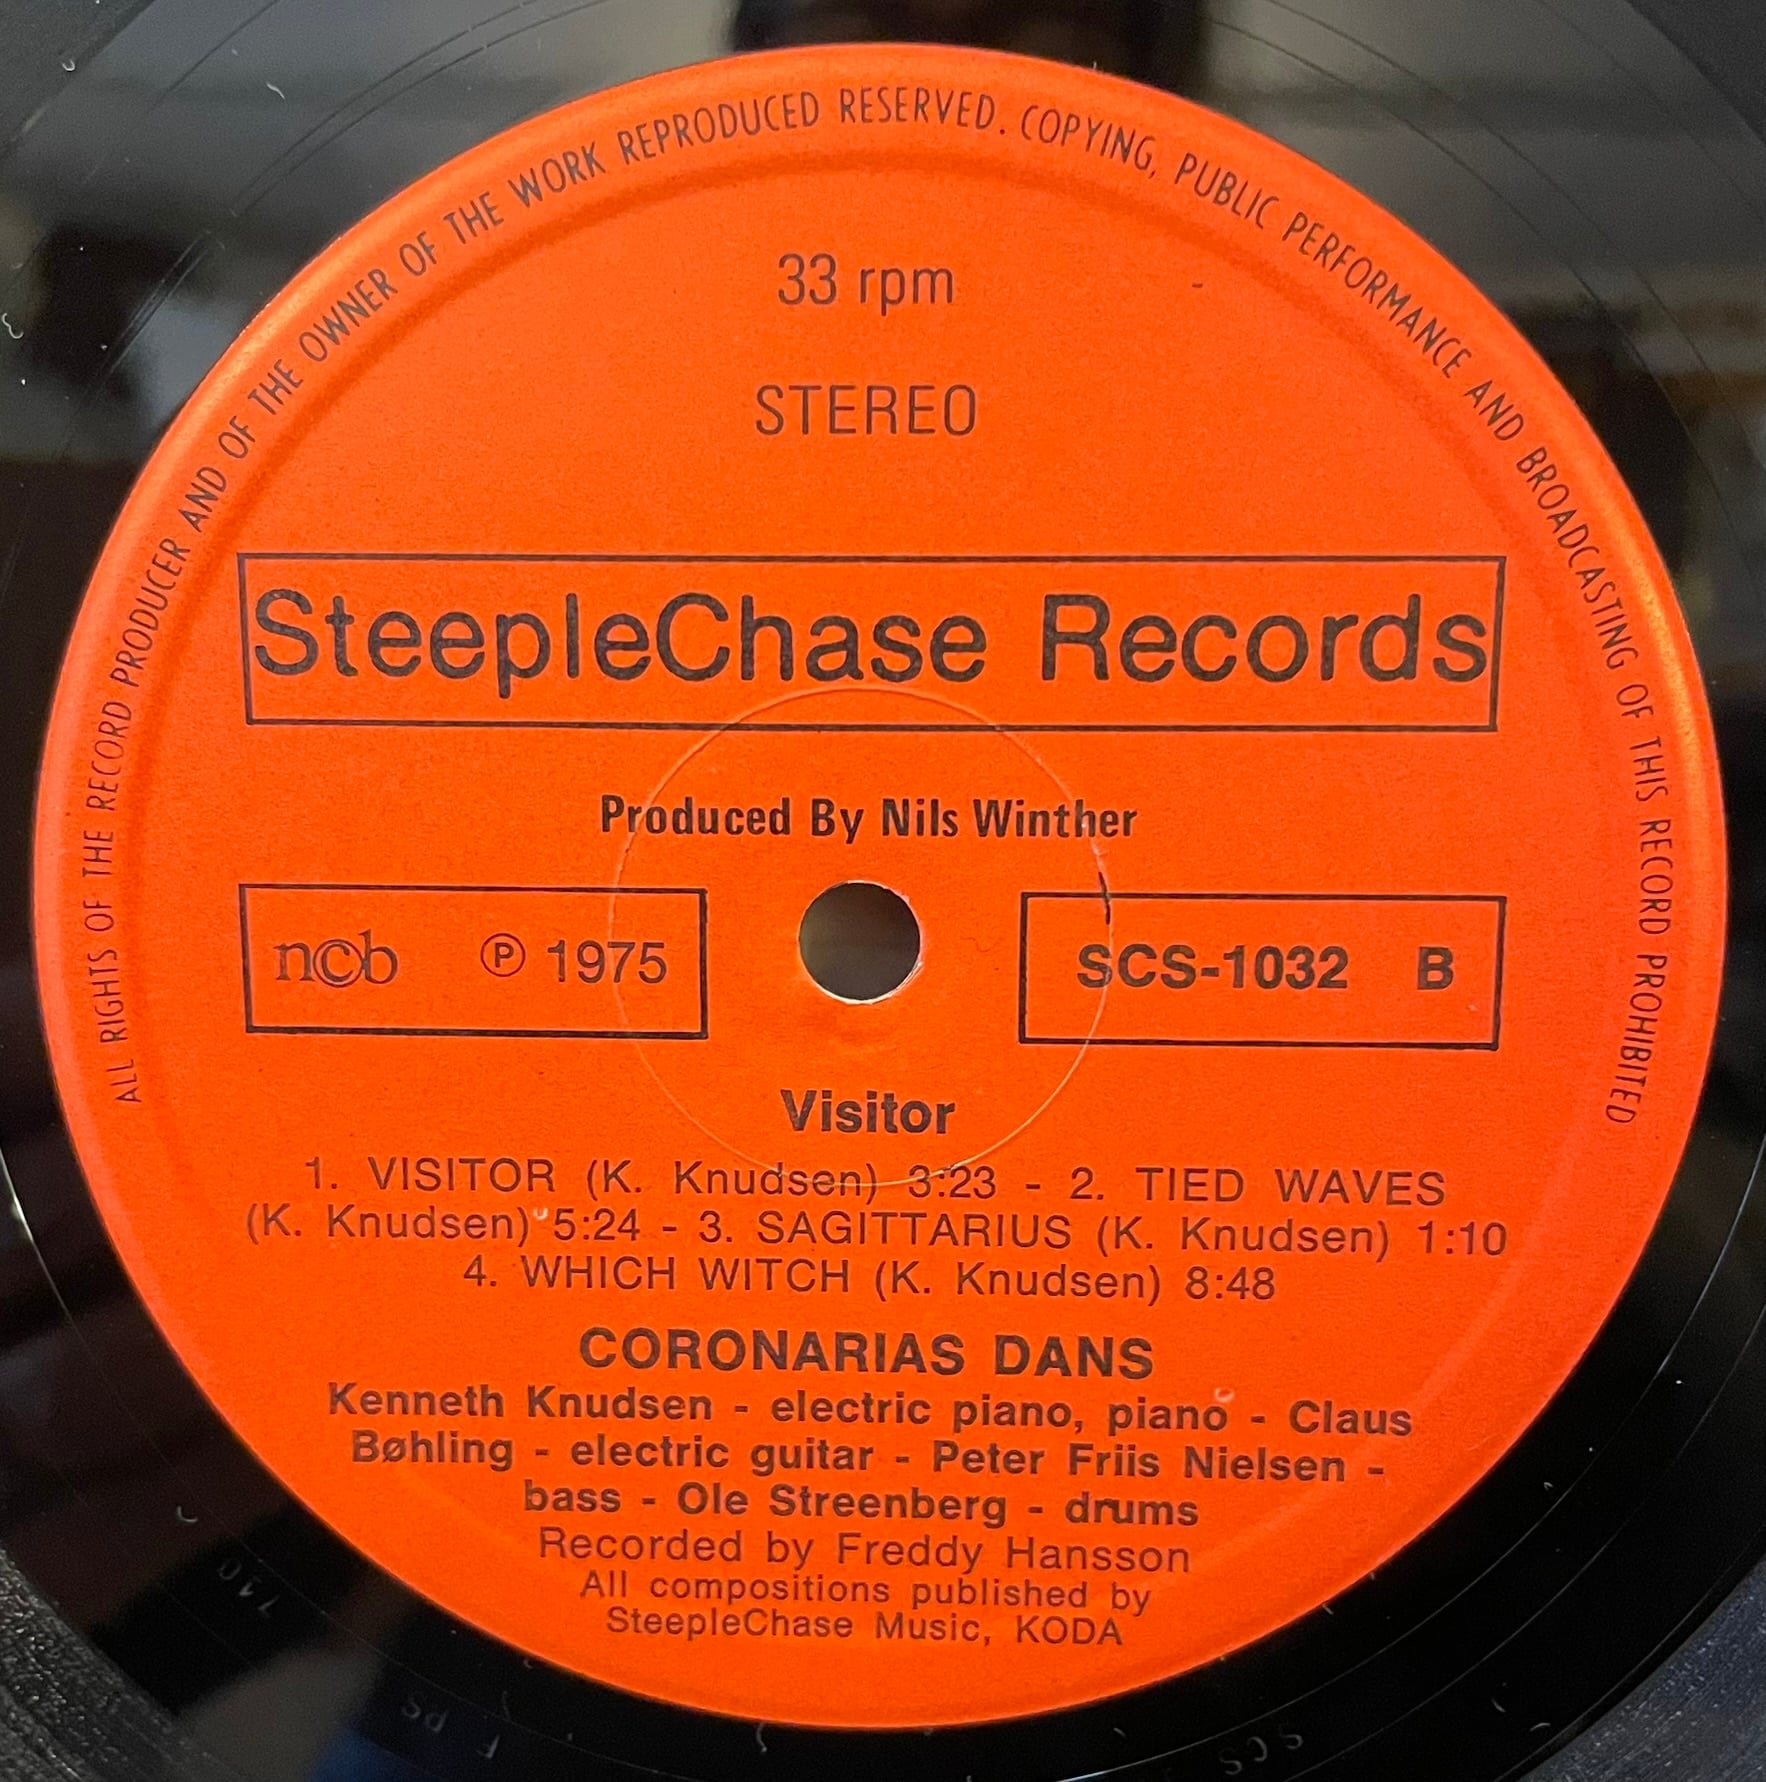 ALL RIGHTS OF THE RECORD PRODUCER AND OF THE OWNER OF THE WORK REPRODUCED RESERVED. COPYING, PUBLIC PERFORMANCE AND BROADCASTING OF THIS RECORD PROHIBITED
33 rpm
STEREO
SteepleChase Records
Produced By Nils Winther
n©b ℗ 1975
SCS-1032 B
Visitor
1. VISITOR (K. Knudsen) 3:23 - 2. TIED WAVES
(K. Knudsen) 5:24 - 3. SAGITTARIUS (K. Knudsen) 1:10
4. WHICH WITCH (K. Knudsen) 8:48
CORONARIAS DANS
Kenneth Knudsen - electric piano, piano - Claus
Bøhling - electric guitar - Peter Friis Nielsen -
bass - Ole Streenberg - drums
Recorded by Freddy Hansson
All compositions published by
SteepleChase Music, KODA
SCS